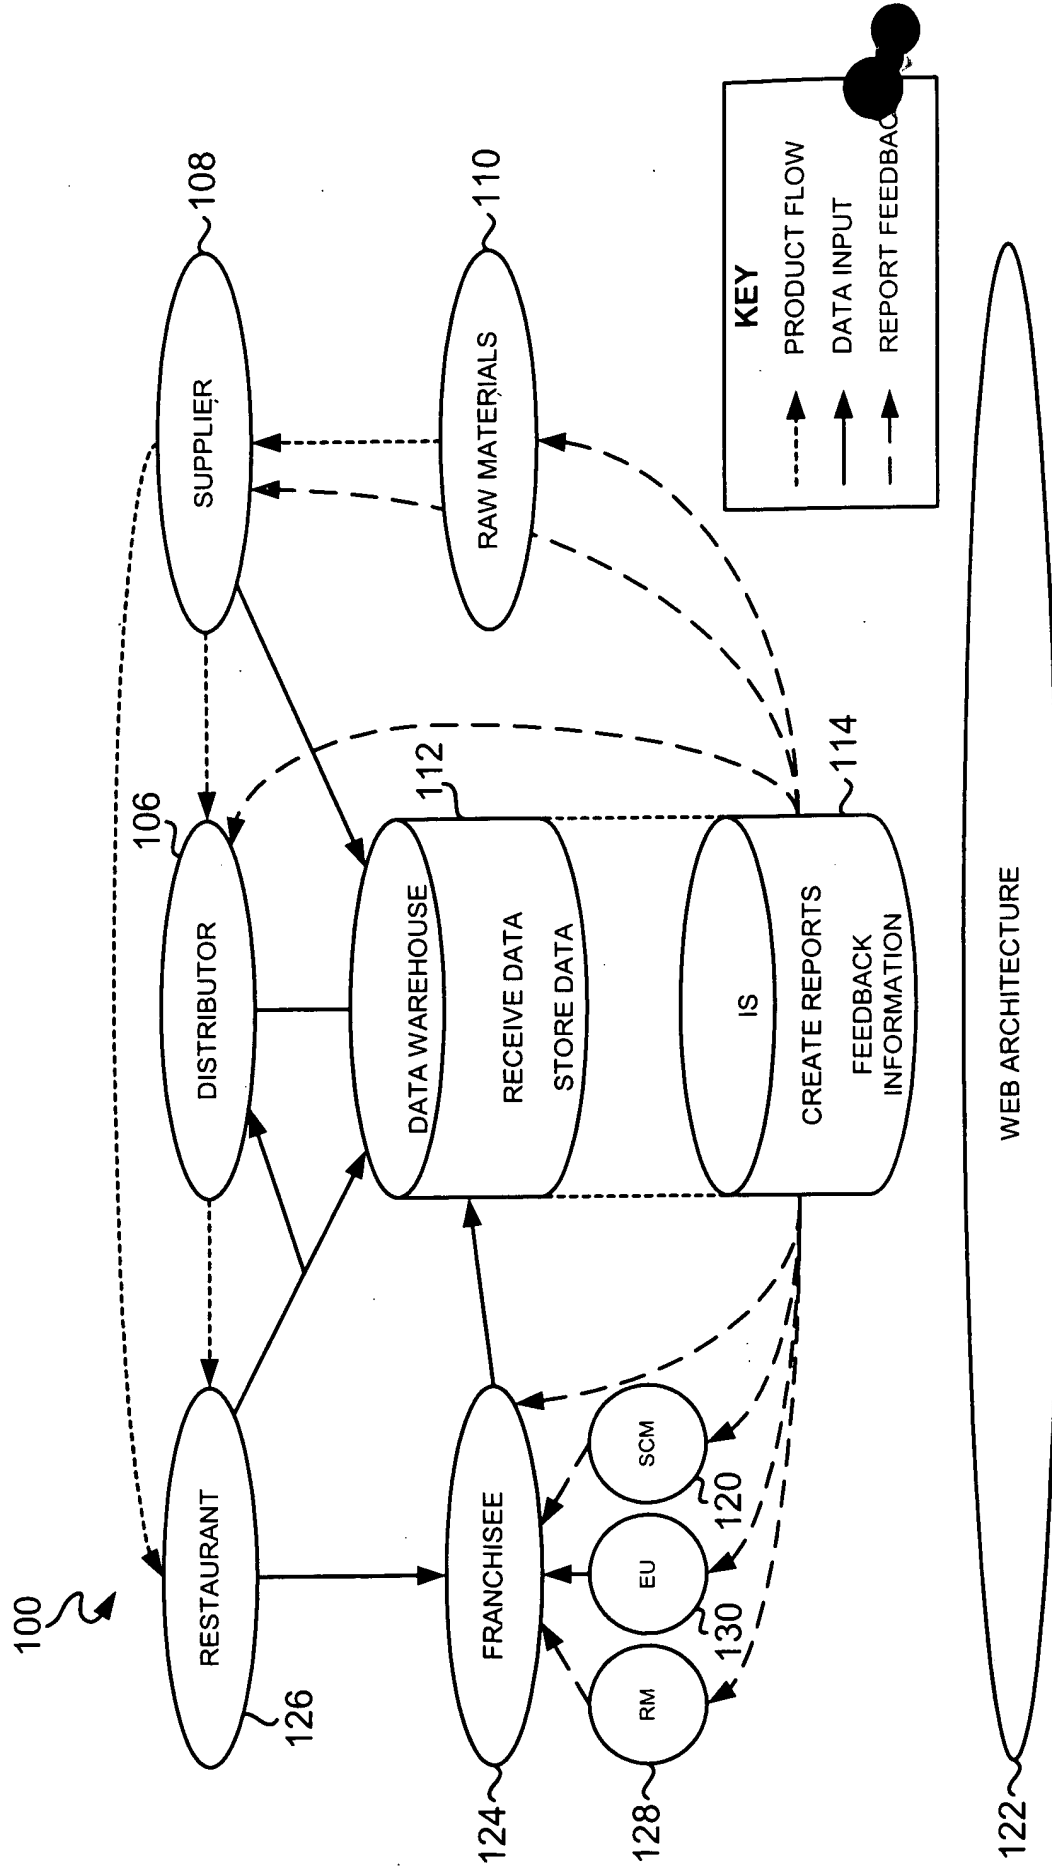 100
RESTAURANT
126
DISTRIBUTOR
106
SUPPLIER
108
FRANCHISEE
124
DATA WAREHOUSE
112
RECEIVE DATA
STORE DATA
RAW MATERIALS
110
RM
128
EU
130
SCM
120
IS
114
CREATE REPORTS
FEEDBACK
INFORMATION
KEY
PRODUCT FLOW
DATA INPUT
REPORT FEEDBAC
WEB ARCHITECTURE
122